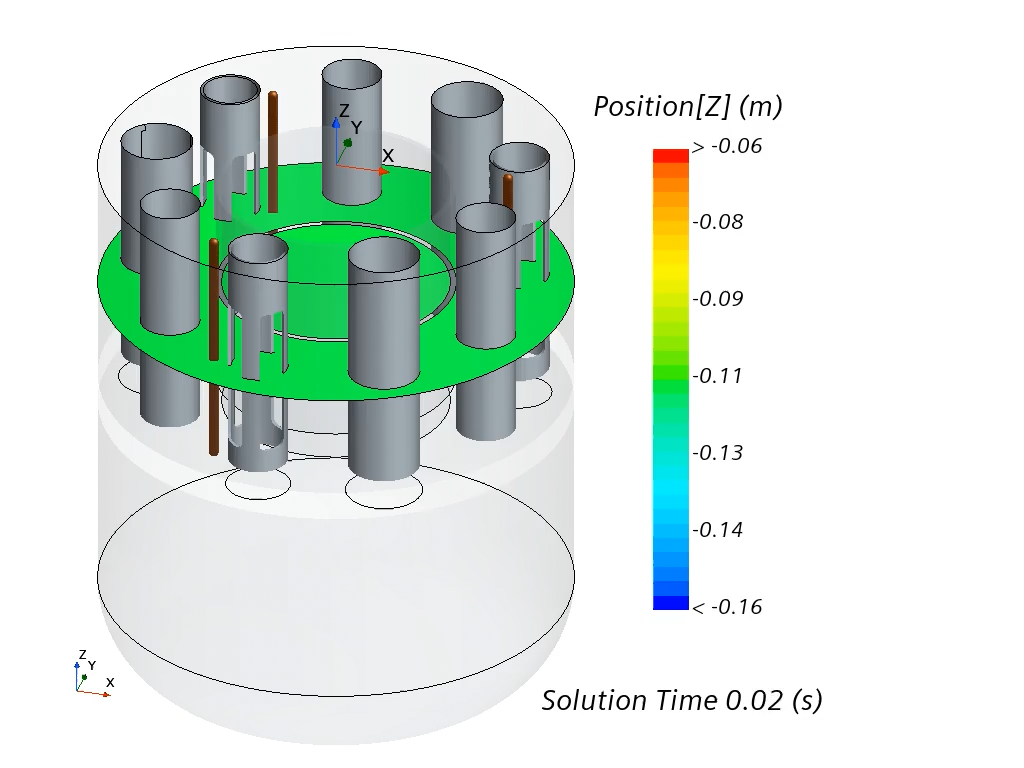 Position[Z] (m)
> -0.06
-0.08
-0.09
-0.11
-0.13
-0.14
< -0.16
Z
Y
X
Z
Y
X
Solution Time 0.02 (s)